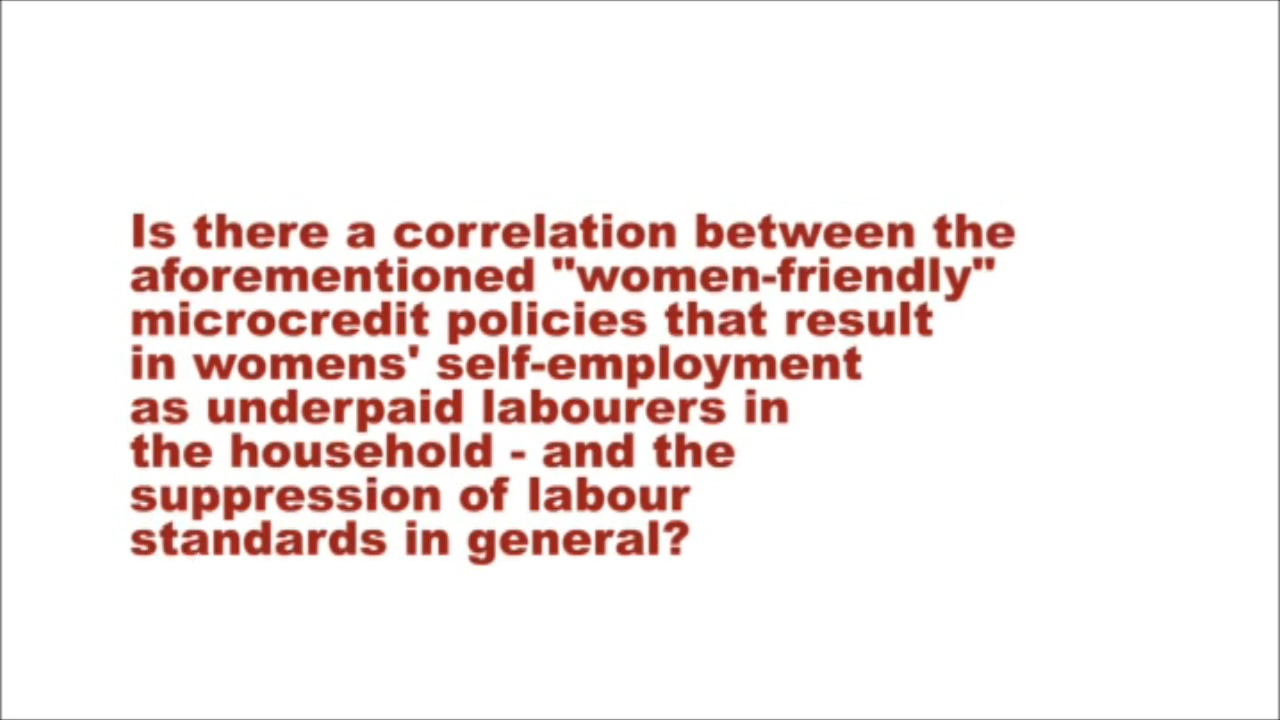 Is there a correlation between the
aforementioned "women-friendly"
microcredit policies that result
in womens' self-employment
as underpaid labourers in
the household - and the
suppression of labour
standards in general?